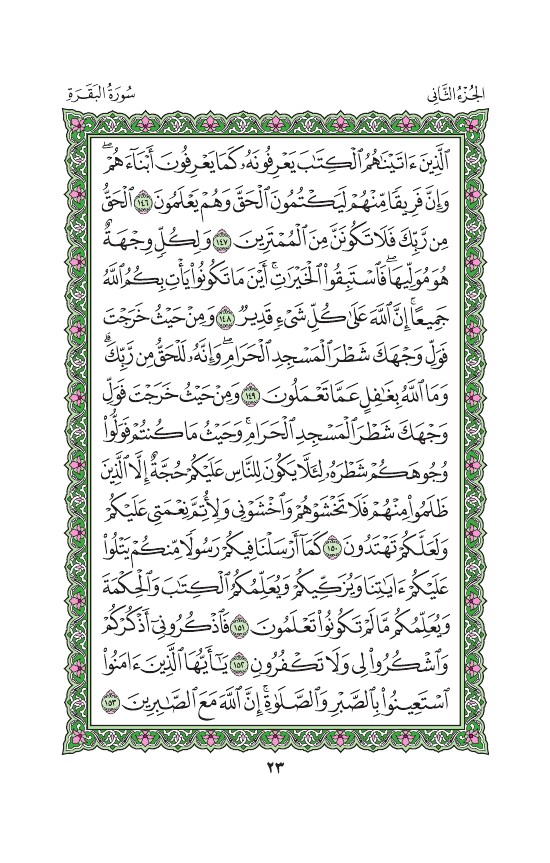 الجُزْءُ الثَّانِي
سُورَةُ البَقَرَةِ
ٱلَّذِينَ ءَاتَيْنَٰهُمُ ٱلْكِتَٰبَ يَعْرِفُونَهُۥ كَمَا يَعْرِفُونَ أَبْنَآءَهُمْۖ
وَإِنَّ فَرِيقًا مِّنْهُمْ لَيَكْتُمُونَ ٱلْحَقَّ وَهُمْ يَعْلَمُونَ ١٤٦ ٱلْحَقُّ
مِن رَّبِّكَ فَلَا تَكُونَنَّ مِنَ ٱلْمُمْتَرِينَ ١٤٧ وَلِكُلٍّ وِجْهَةٌ
هُوَ مُوَلِّيهَاۖ فَٱسْتَبِقُوا۟ ٱلْخَيْرَٰتِۚ أَيْنَ مَا تَكُونُوا۟ يَأْتِ بِكُمُ ٱللَّهُ
جَمِيعًاۚ إِنَّ ٱللَّهَ عَلَىٰ كُلِّ شَىْءٍ قَدِيرٌ ١٤٨ وَمِنْ حَيْثُ خَرَجْتَ
فَوَلِّ وَجْهَكَ شَطْرَ ٱلْمَسْجِدِ ٱلْحَرَامِۖ وَإِنَّهُۥ لَلْحَقُّ مِن رَّبِّكَۗ
وَمَا ٱللَّهُ بِغَٰفِلٍ عَمَّا تَعْمَلُونَ ١٤٩ وَمِنْ حَيْثُ خَرَجْتَ فَوَلِّ
وَجْهَكَ شَطْرَ ٱلْمَسْجِدِ ٱلْحَرَامِۚ وَحَيْثُ مَا كُنتُمْ فَوَلُّوا۟
وُجُوهَكُمْ شَطْرَهُۥ لِئَلَّا يَكُونَ لِلنَّاسِ عَلَيْكُمْ حُجَّةٌ إِلَّا ٱلَّذِينَ
ظَلَمُوا۟ مِنْهُمْ فَلَا تَخْشَوْهُمْ وَٱخْشَوْنِى وَلِأُتِمَّ نِعْمَتِى عَلَيْكُمْ
وَلَعَلَّكُمْ تَهْتَدُونَ ١٥٠ كَمَآ أَرْسَلْنَا فِيكُمْ رَسُولًا مِّنكُمْ يَتْلُوا۟
عَلَيْكُمْ ءَايَٰتِنَا وَيُزَكِّيكُمْ وَيُعَلِّمُكُمُ ٱلْكِتَٰبَ وَٱلْحِكْمَةَ
وَيُعَلِّمُكُم مَّا لَمْ تَكُونُوا۟ تَعْلَمُونَ ١٥١ فَٱذْكُرُونِىٓ أَذْكُرْكُمْ
وَٱشْكُرُوا۟ لِى وَلَا تَكْفُرُونِ ١٥٢ يَٰٓأَيُّهَا ٱلَّذِينَ ءَامَنُوا۟
ٱسْتَعِينُوا۟ بِٱلصَّبْرِ وَٱلصَّلَوٰةِۚ إِنَّ ٱللَّهَ مَعَ ٱلصَّٰبِرِينَ ١٥٣
٢٣